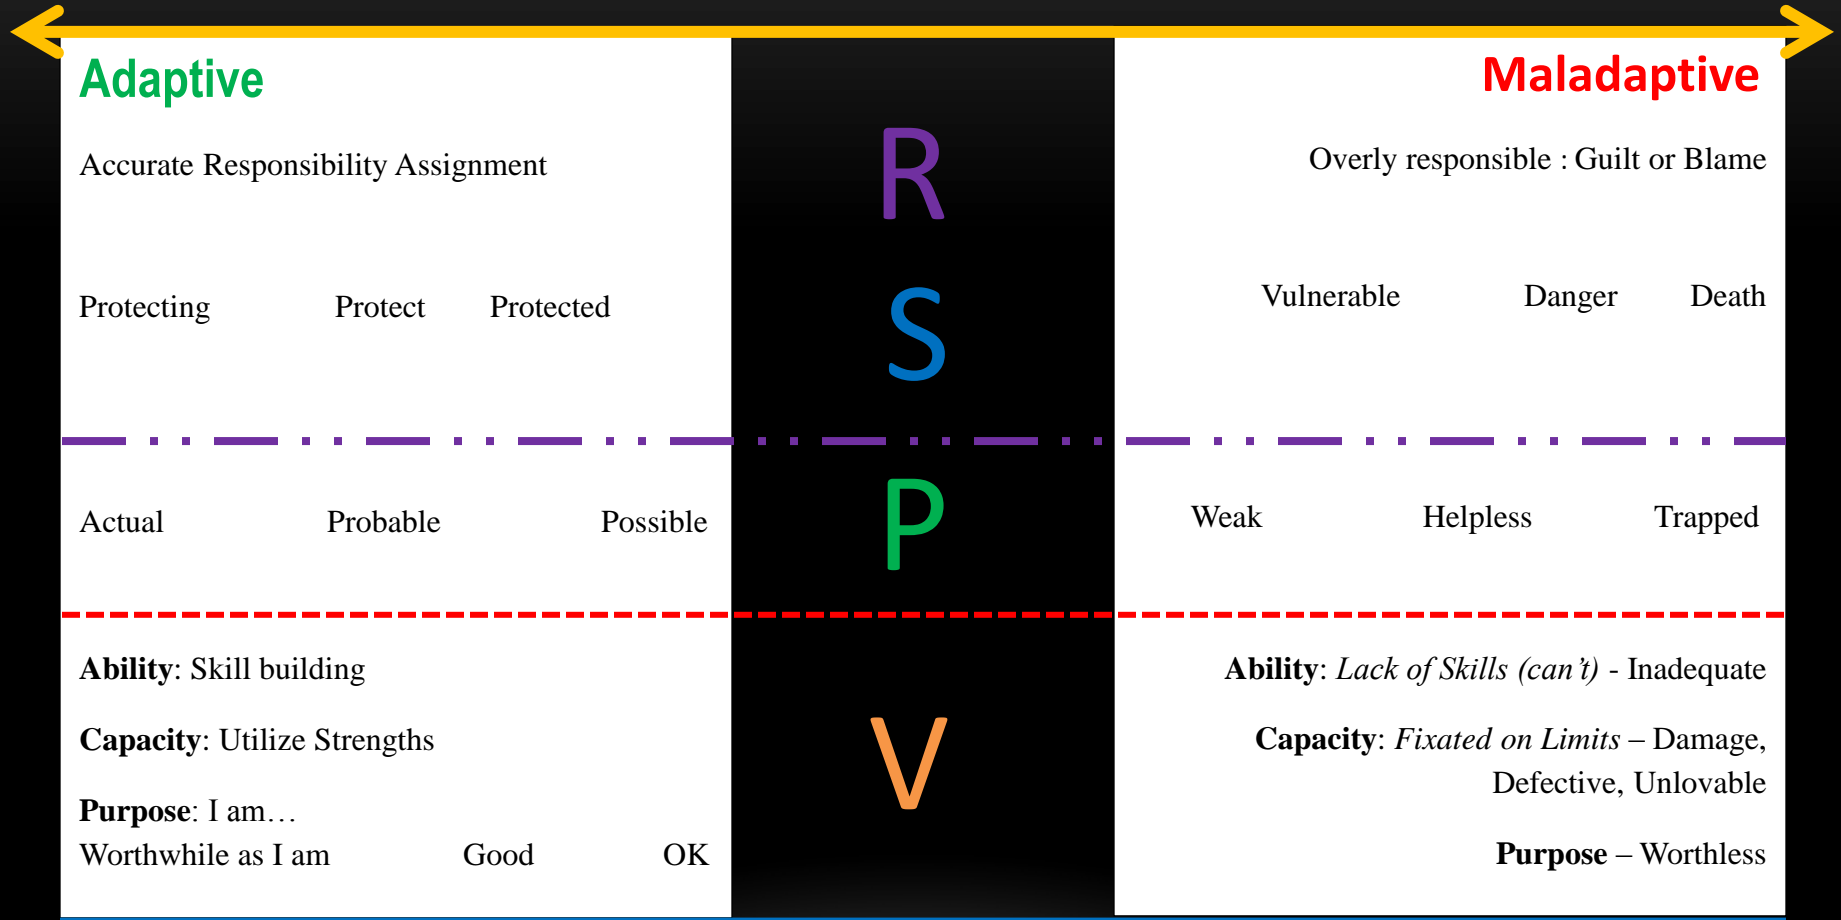 Adaptive
Maladaptive
Accurate Responsibility Assignment
R
Overly responsible : Guilt or Blame
Protecting Protect Protected
S
Vulnerable Danger Death
Actual Probable Possible
P
Weak Helpless Trapped
Ability: Skill building
Capacity: Utilize Strengths
Purpose: I am…
Worthwhile as I am Good OK
V
Ability: Lack of Skills (can’t) - Inadequate
Capacity: Fixated on Limits – Damage,
Defective, Unlovable
Purpose – Worthless